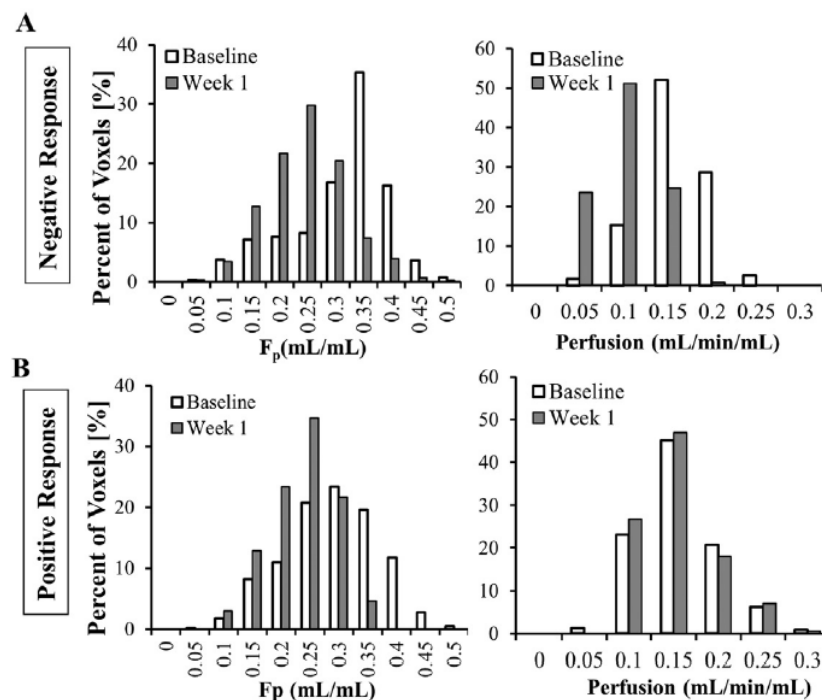 A
Negative Response
Percent of Voxels [%]
40
30
20
10
0
Baseline
Week 1
0 0.05 0.1 0.15 0.2 0.25 0.3 0.35 0.4 0.45 0.5
Fp(mL/mL)
60
50
40
30
20
10
0
Baseline
Week 1
0 0.05 0.1 0.15 0.2 0.25 0.3
Perfusion (mL/min/mL)
B
Positive Response
Percent of Voxels [%]
40
30
20
10
0
Baseline
Week 1
0 0.05 0.1 0.15 0.2 0.25 0.3 0.35 0.4 0.45 0.5
Fp (mL/mL)
60
50
40
30
20
10
0
Baseline
Week 1
0 0.05 0.1 0.15 0.2 0.25 0.3
Perfusion (mL/min/mL)